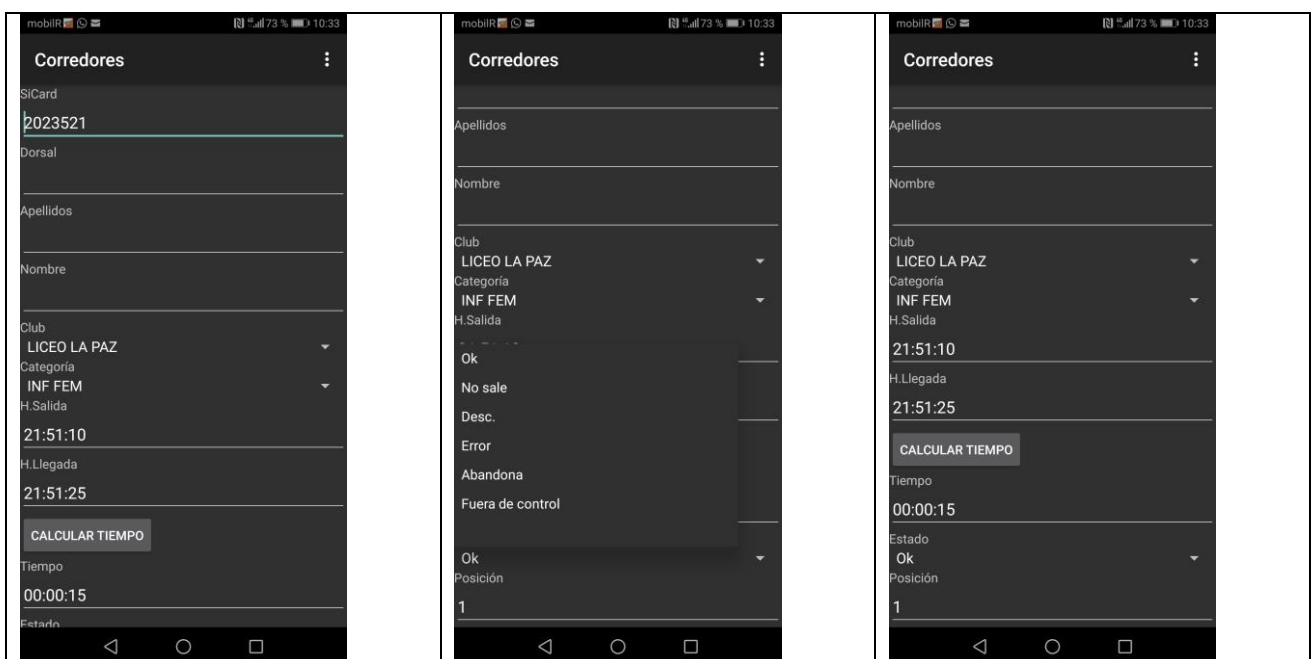 mobilR 73 % 10:33
Corredores
SiCard
2023521
Dorsal
Apellidos
Nombre
Club
LICEO LA PAZ
Categoría
INF FEM
H.Salida
21:51:10
H.Llegada
21:51:25
CALCULAR TIEMPO
Tiempo
00:00:15
Estado
mobilR 73 % 10:33
Corredores
Apellidos
Nombre
Club
LICEO LA PAZ
Categoría
INF FEM
H.Salida
Ok
No sale
Desc.
Error
Abandona
Fuera de control
Ok
Posición
1
mobilR 73 % 10:33
Corredores
Apellidos
Nombre
Club
LICEO LA PAZ
Categoría
INF FEM
H.Salida
21:51:10
H.Llegada
21:51:25
CALCULAR TIEMPO
Tiempo
00:00:15
Estado
Ok
Posición
1